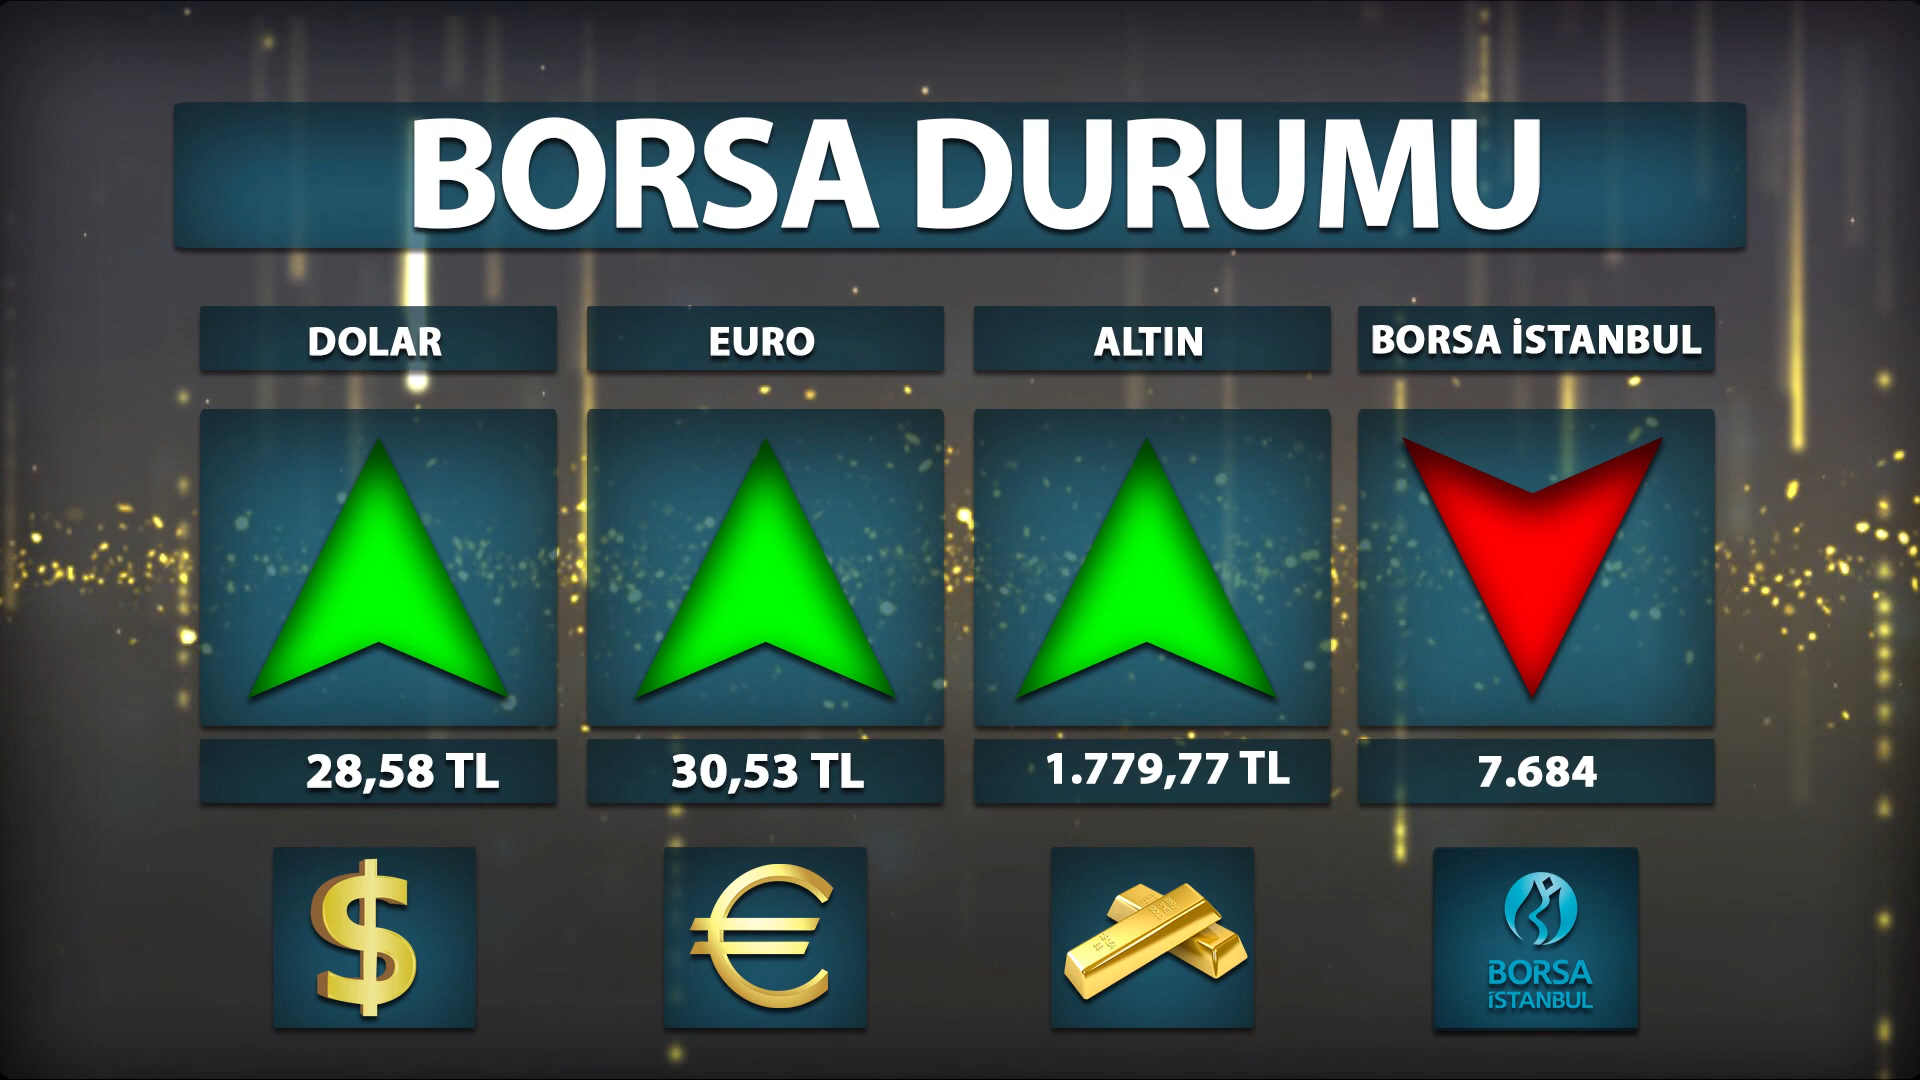 BORSA DURUMU
DOLAR
EURO
ALTIN
BORSA İSTANBUL
28,58 TL
30,53 TL
1.779,77 TL
7.684
$
€
BORSA
İSTANBUL